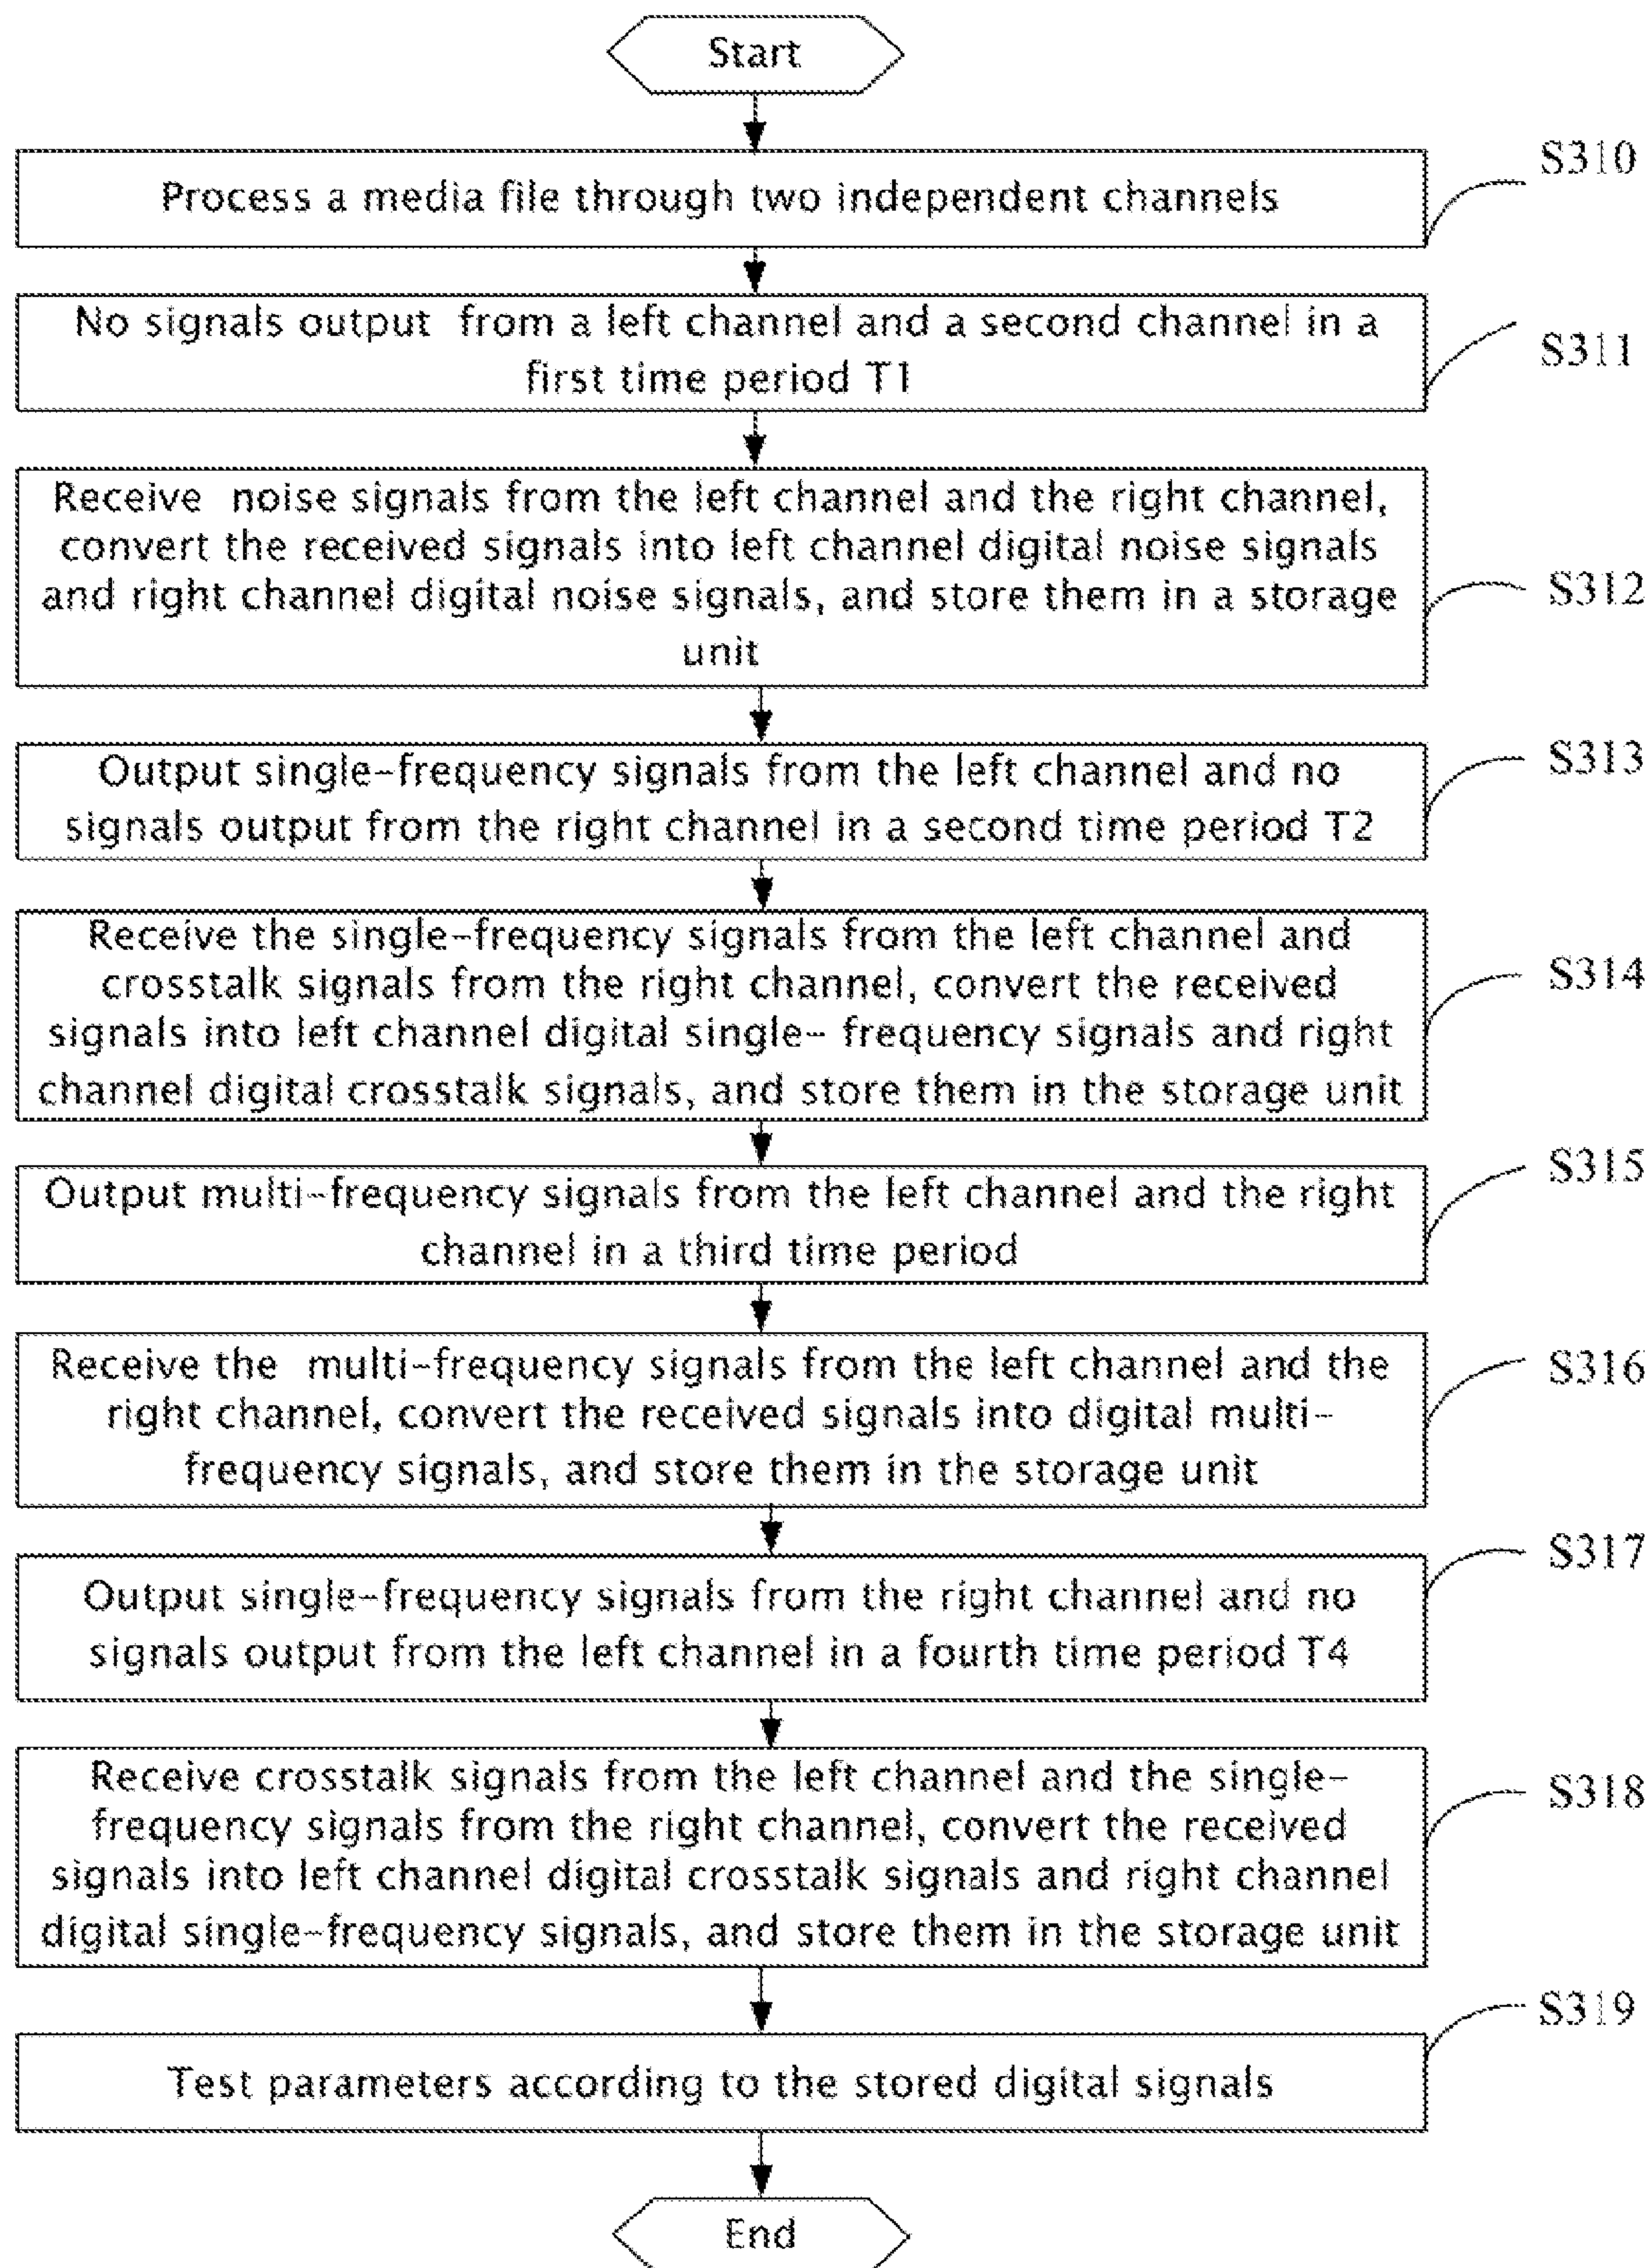 Start
Process a media file through two independent channels
S310
No signals output from a left channel and a second channel in a
first time period T1
S311
Receive noise signals from the left channel and the right channel,
convert the received signals into left channel digital noise signals
and right channel digital noise signals, and store them in a storage
unit
S312
Output single-frequency signals from the left channel and no
signals output from the right channel in a second time period T2
S313
Receive the single-frequency signals from the left channel and
crosstalk signals from the right channel, convert the received
signals into left channel digital single- frequency signals and right
channel digital crosstalk signals, and store them in the storage unit
S314
Output multi-frequency signals from the left channel and the right
channel in a third time period
S315
Receive the multi-frequency signals from the left channel and the
right channel, convert the received signals into digital multi-
frequency signals, and store them in the storage unit
S316
Output single-frequency signals from the right channel and no
signals output from the left channel in a fourth time period T4
S317
Receive crosstalk signals from the left channel and the single-
frequency signals from the right channel, convert the received
signals into left channel digital crosstalk signals and right channel
digital single-frequency signals, and store them in the storage unit
S318
Test parameters according to the stored digital signals
S319
End